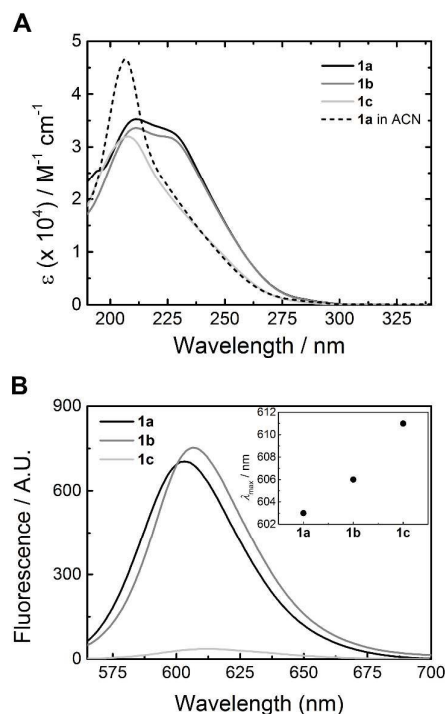 A
ε (x 10⁴) / M⁻¹ cm⁻¹
5
4
3
2
1
0
1a
1b
1c
1a in ACN
200 225 250 275 300 325
Wavelength / nm
B
Fluorescence / A.U.
900
600
300
0
1a
1b
1c
λmax / nm
612
610
608
606
604
602
1a 1b 1c
575 600 625 650 675 700
Wavelength (nm)